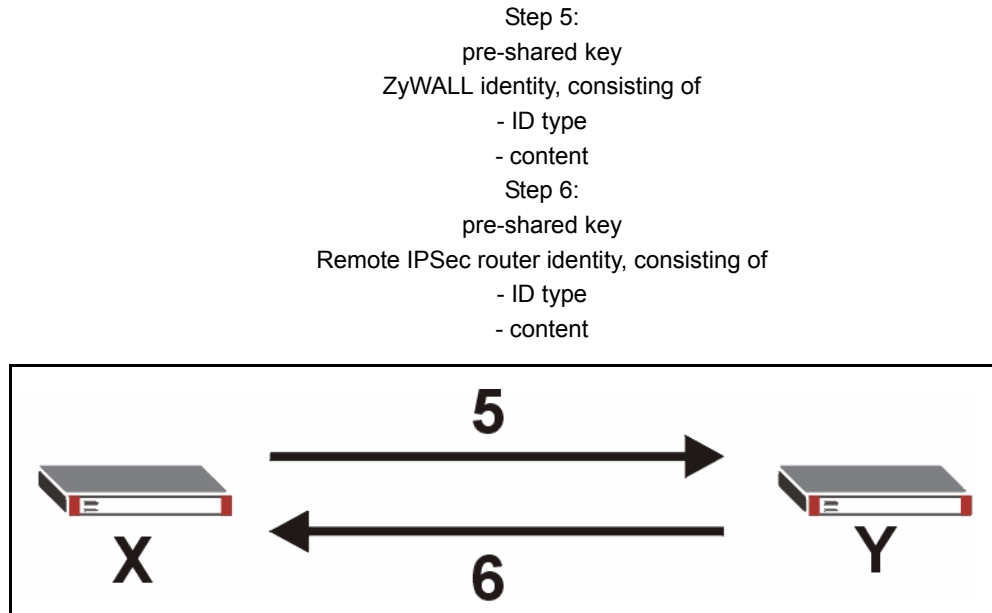 Step 5:
pre-shared key
ZyWALL identity, consisting of
- ID type
- content
Step 6:
pre-shared key
Remote IPSec router identity, consisting of
- ID type
- content
5
X
Y
6